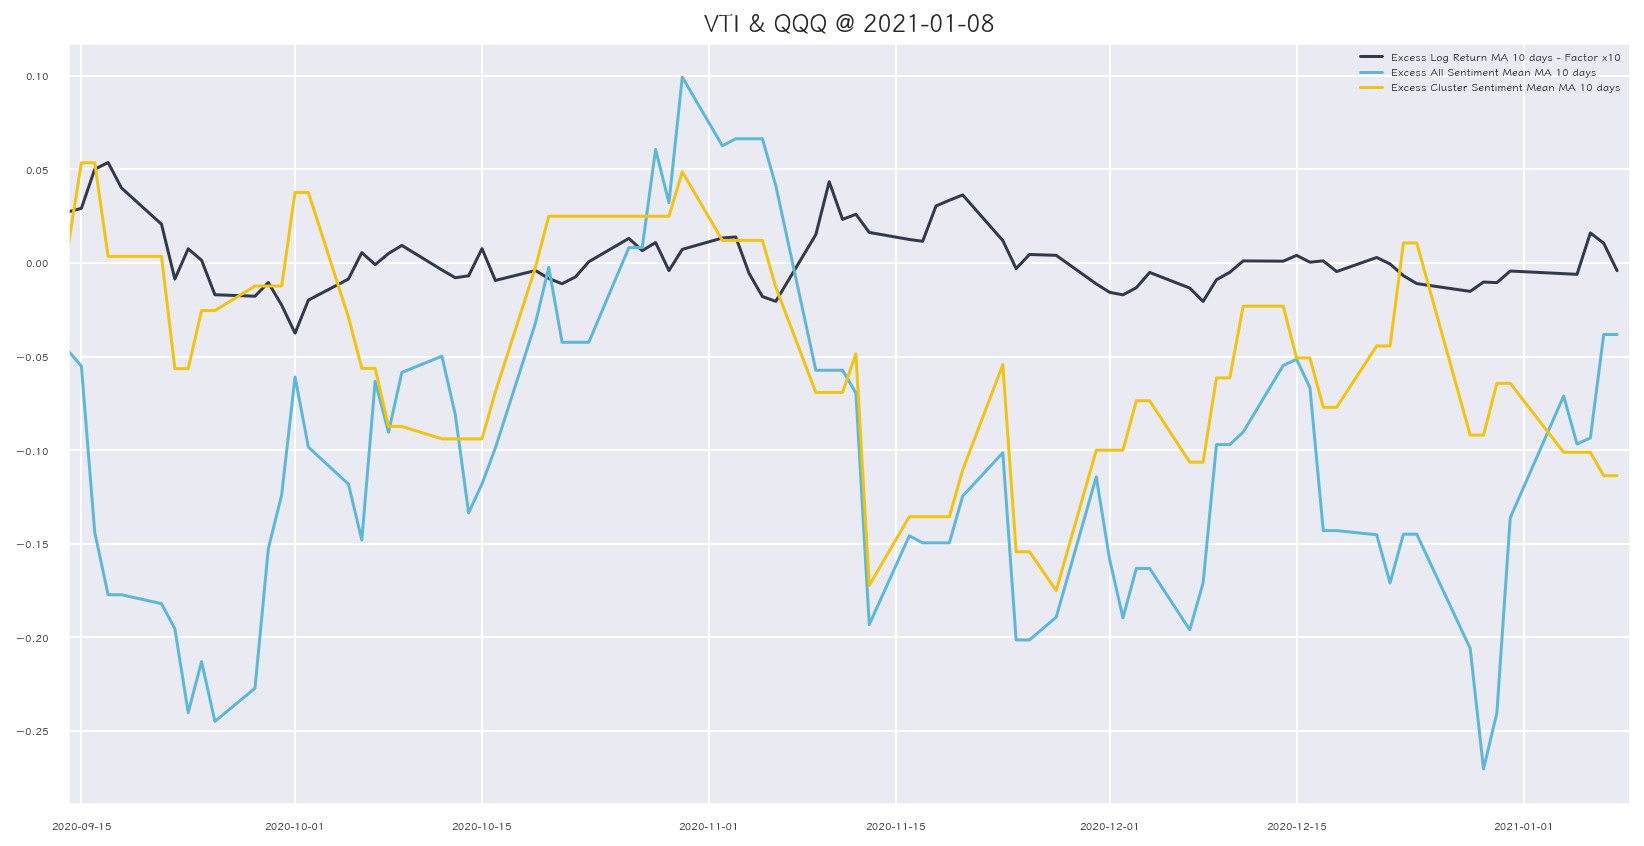 VTI & QQQ @ 2021-01-08
Excess Log Return MA 10 days - Factor x10
Excess All Sentiment Mean MA 10 days
Excess Cluster Sentiment Mean MA 10 days
0.10
0.05
0.00
−0.05
−0.10
−0.15
−0.20
−0.25
2020-09-15 2020-10-01 2020-10-15 2020-11-01 2020-11-15 2020-12-01 2020-12-15 2021-01-01